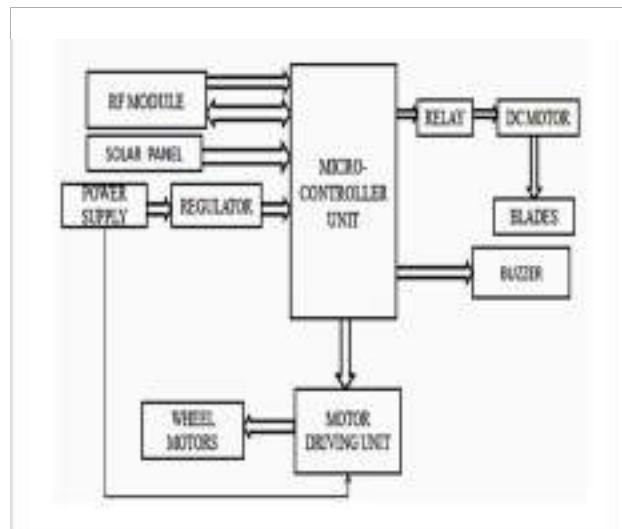 RF MODULE
SOLAR PANEL
POWER
SUPPLY
REGULATOR
MICRO-
CONTROLLER
UNIT
RELAY
DC MOTOR
BLADES
BUZZER
WHEEL
MOTORS
MOTOR
DRIVING UNIT